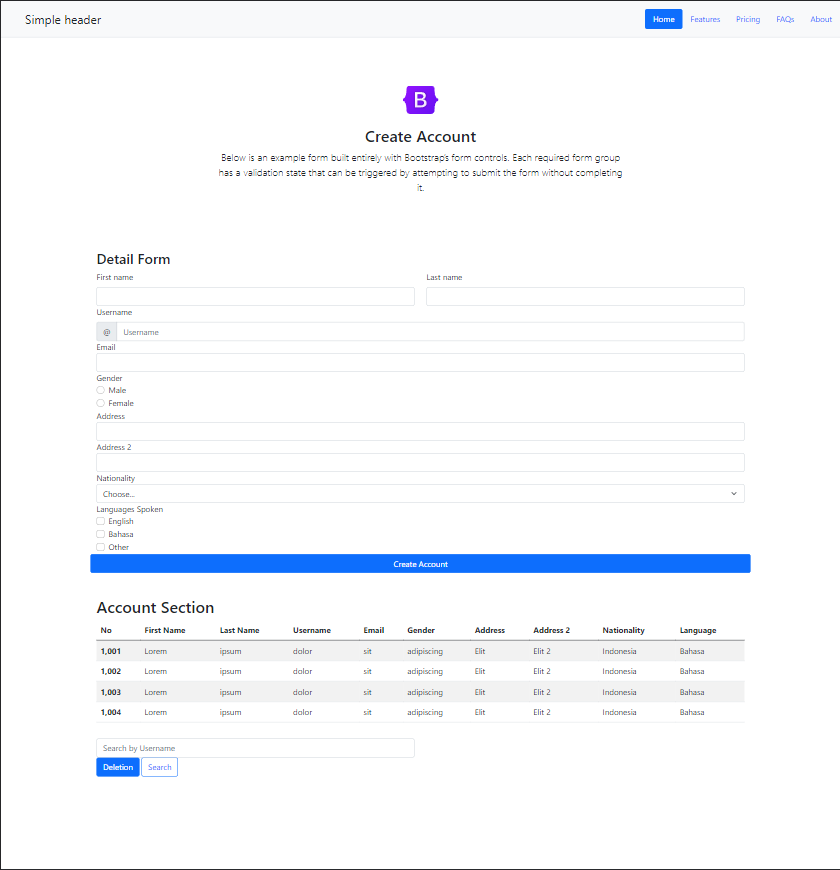 Simple header Home Features Pricing FAQs About
B
Create Account
Below is an example form built entirely with Bootstrap's form controls. Each required form group
has a validation state that can be triggered by attempting to submit the form without completing
it.
Detail Form
First name Last name
Username
@ Username
Email
Gender
Male
Female
Address
Address 2
Nationality
Choose...
Languages Spoken
English
Bahasa
Other
Create Account
Account Section
No First Name Last Name Username Email Gender Address Address 2 Nationality Language
1,001 Lorem ipsum dolor sit adipiscing Elit Elit 2 Indonesia Bahasa
1,002 Lorem ipsum dolor sit adipiscing Elit Elit 2 Indonesia Bahasa
1,003 Lorem ipsum dolor sit adipiscing Elit Elit 2 Indonesia Bahasa
1,004 Lorem ipsum dolor sit adipiscing Elit Elit 2 Indonesia Bahasa
Search by Username
Deletion Search